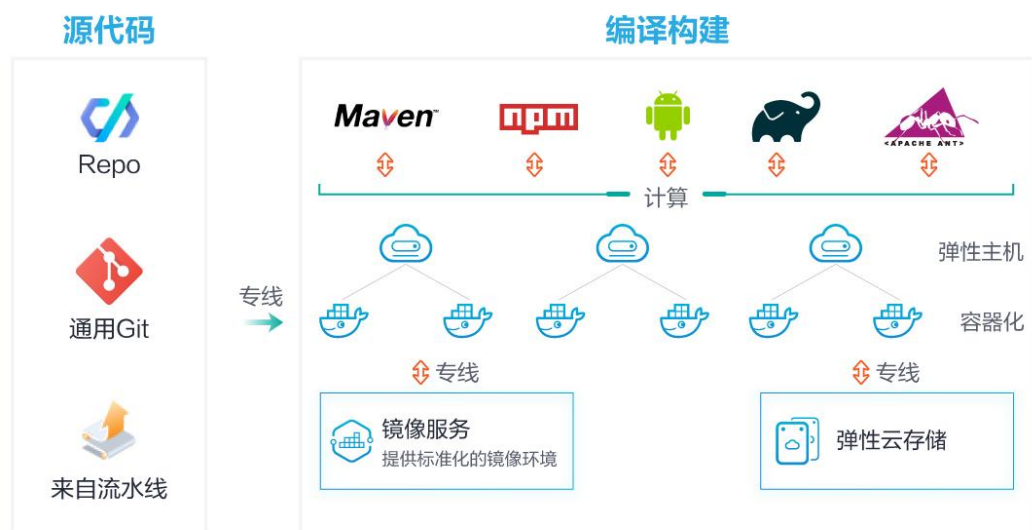 源代码
编译构建
Repo
通用Git
来自流水线
专线
Maven™
npm
<APACHE ANT>
计算
弹性主机
容器化
专线
专线
镜像服务
提供标准化的镜像环境
弹性云存储